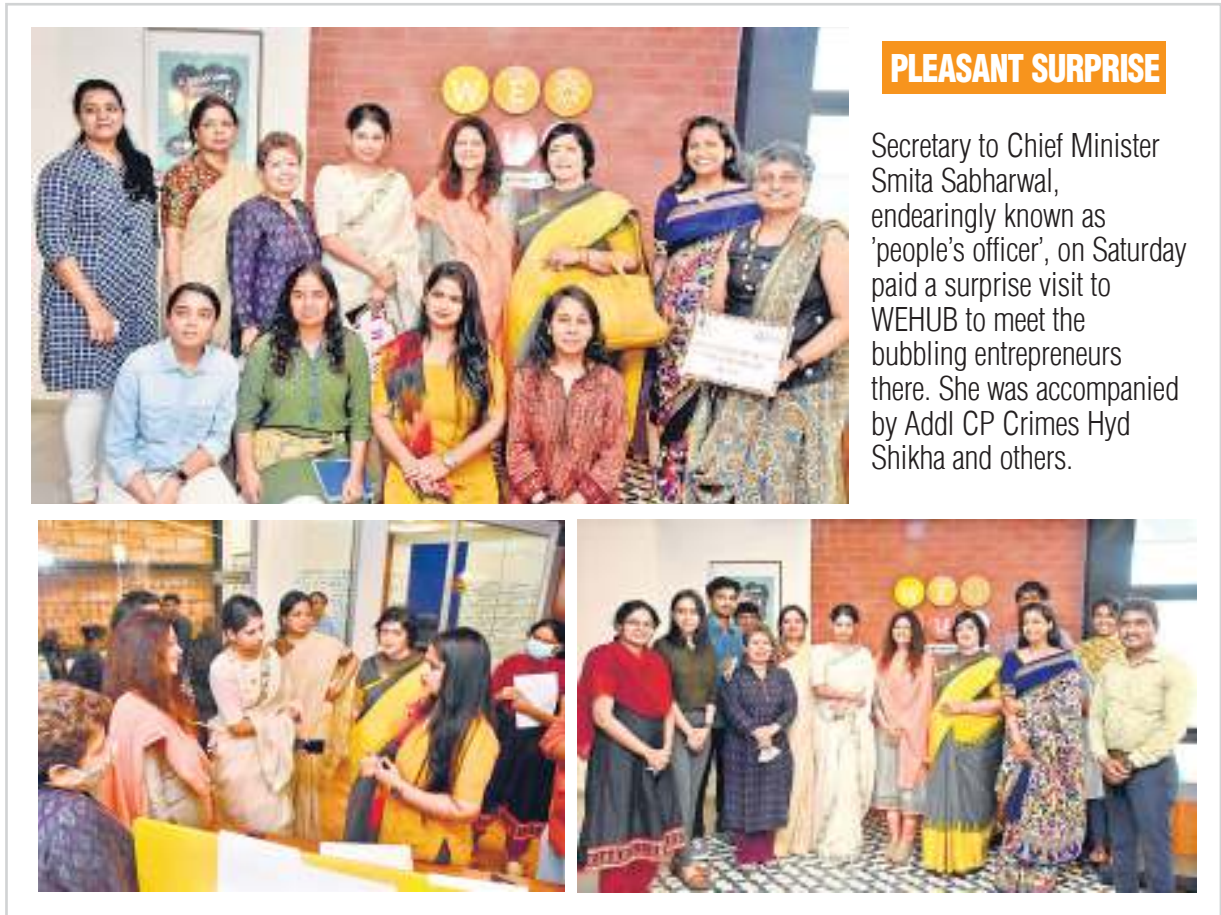 PLEASANT SURPRISE
Secretary to Chief Minister
Smita Sabharwal,
endearingly known as
'people's officer', on Saturday
paid a surprise visit to
WEHUB to meet the
bubbling entrepreneurs
there. She was accompanied
by Addl CP Crimes Hyd
Shikha and others.
W E
W E